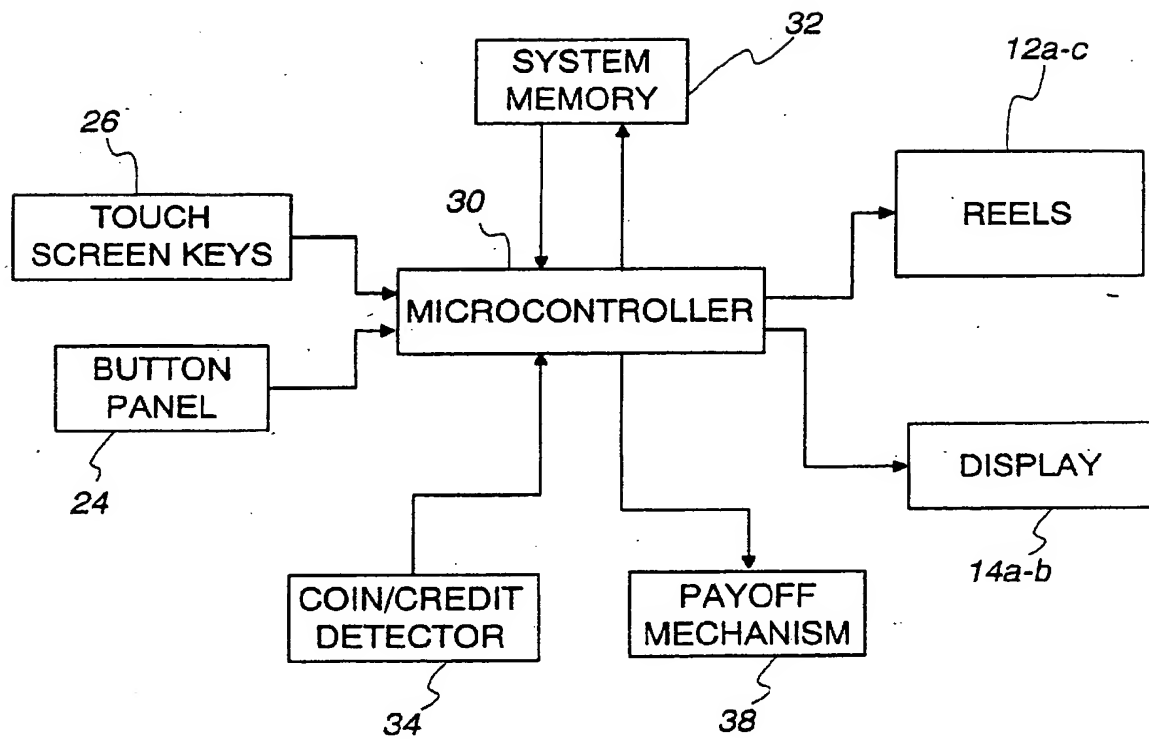 32
SYSTEM
MEMORY
12a-c
26
TOUCH
SCREEN KEYS
30
REELS
MICROCONTROLLER
BUTTON
PANEL
24
DISPLAY
14a-b
COIN/CREDIT
DETECTOR
34
PAYOFF
MECHANISM
38